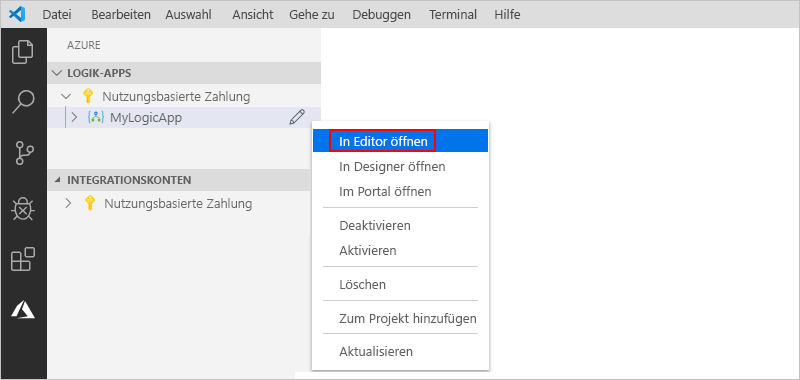 Datei Bearbeiten Auswahl Ansicht Gehe zu Debuggen Terminal Hilfe
AZURE
LOGIK-APPS
Nutzungsbasierte Zahlung
MyLogicApp
INTEGRATIONSKONTEN
Nutzungsbasierte Zahlung
In Editor öffnen
In Designer öffnen
Im Portal öffnen
Deaktivieren
Aktivieren
Löschen
Zum Projekt hinzufügen
Aktualisieren